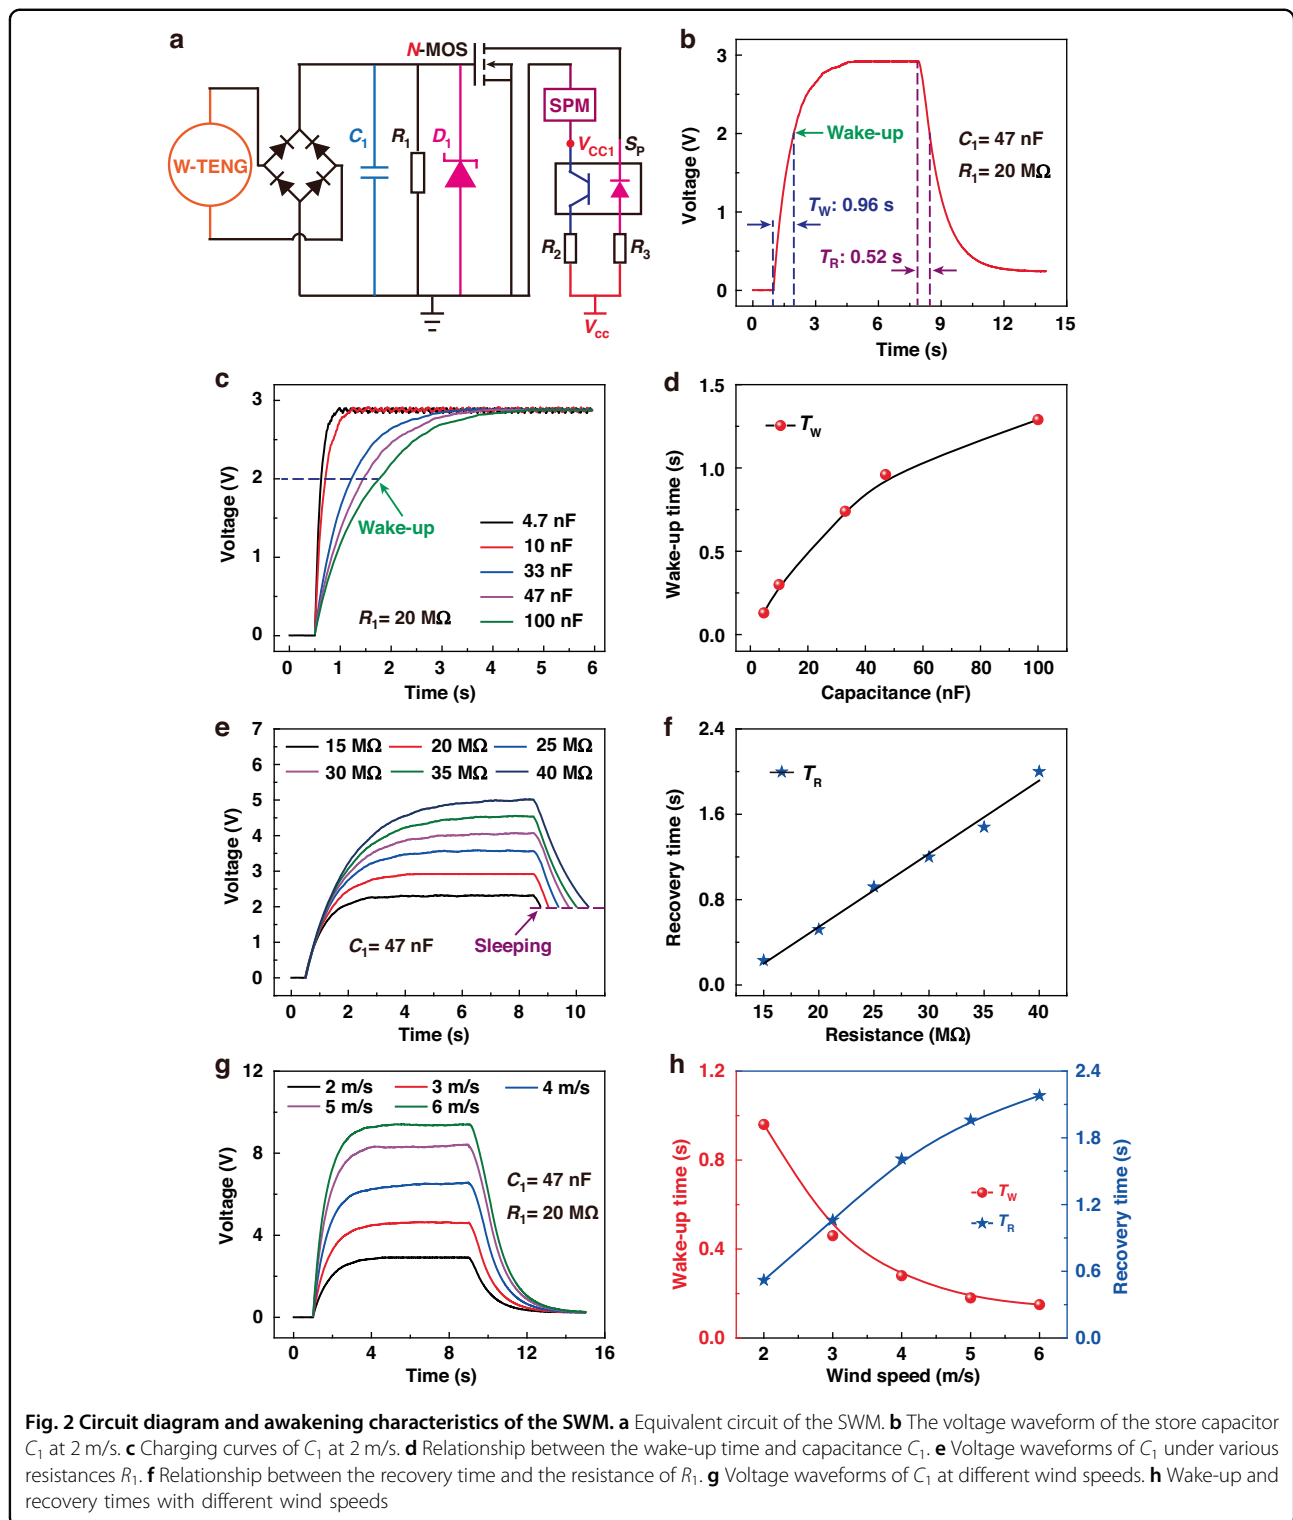 a
N-MOS
W-TENG
C1
R1
D1
SPM
VCC1
SP
R2
R3
Vcc
b
Voltage (V)
3
2
1
0
Wake-up
C1= 47 nF
R1= 20 MΩ
TW: 0.96 s
TR: 0.52 s
0 3 6 9 12 15
Time (s)
c
Voltage (V)
3
2
1
0
Wake-up
4.7 nF
10 nF
33 nF
47 nF
100 nF
R1= 20 MΩ
0 1 2 3 4 5 6
Time (s)
d
Wake-up time (s)
1.5
1.0
0.5
0.0
TW
0 20 40 60 80 100
Capacitance (nF)
e
Voltage (V)
7
6
5
4
3
2
1
0
15 MΩ 20 MΩ 25 MΩ
30 MΩ 35 MΩ 40 MΩ
C1= 47 nF
Sleeping
0 2 4 6 8 10
Time (s)
f
Recovery time (s)
2.4
1.6
0.8
0.0
TR
15 20 25 30 35 40
Resistance (MΩ)
g
Voltage (V)
12
9
6
3
0
2 m/s 3 m/s 4 m/s
5 m/s 6 m/s
C1= 47 nF
R1= 20 MΩ
0 4 8 12 16
Time (s)
h
Wake-up time (s)
1.2
0.8
0.4
0.0
TW
TR
2.4
1.8
1.2
0.6
0.0
Recovery time (s)
2 3 4 5 6
Wind speed (m/s)
Fig. 2 Circuit diagram and awakening characteristics of the SWM. a Equivalent circuit of the SWM. b The voltage waveform of the store capacitor
C1 at 2 m/s. c Charging curves of C1 at 2 m/s. d Relationship between the wake-up time and capacitance C1. e Voltage waveforms of C1 under various
resistances R1. f Relationship between the recovery time and the resistance of R1. g Voltage waveforms of C1 at different wind speeds. h Wake-up and
recovery times with different wind speeds